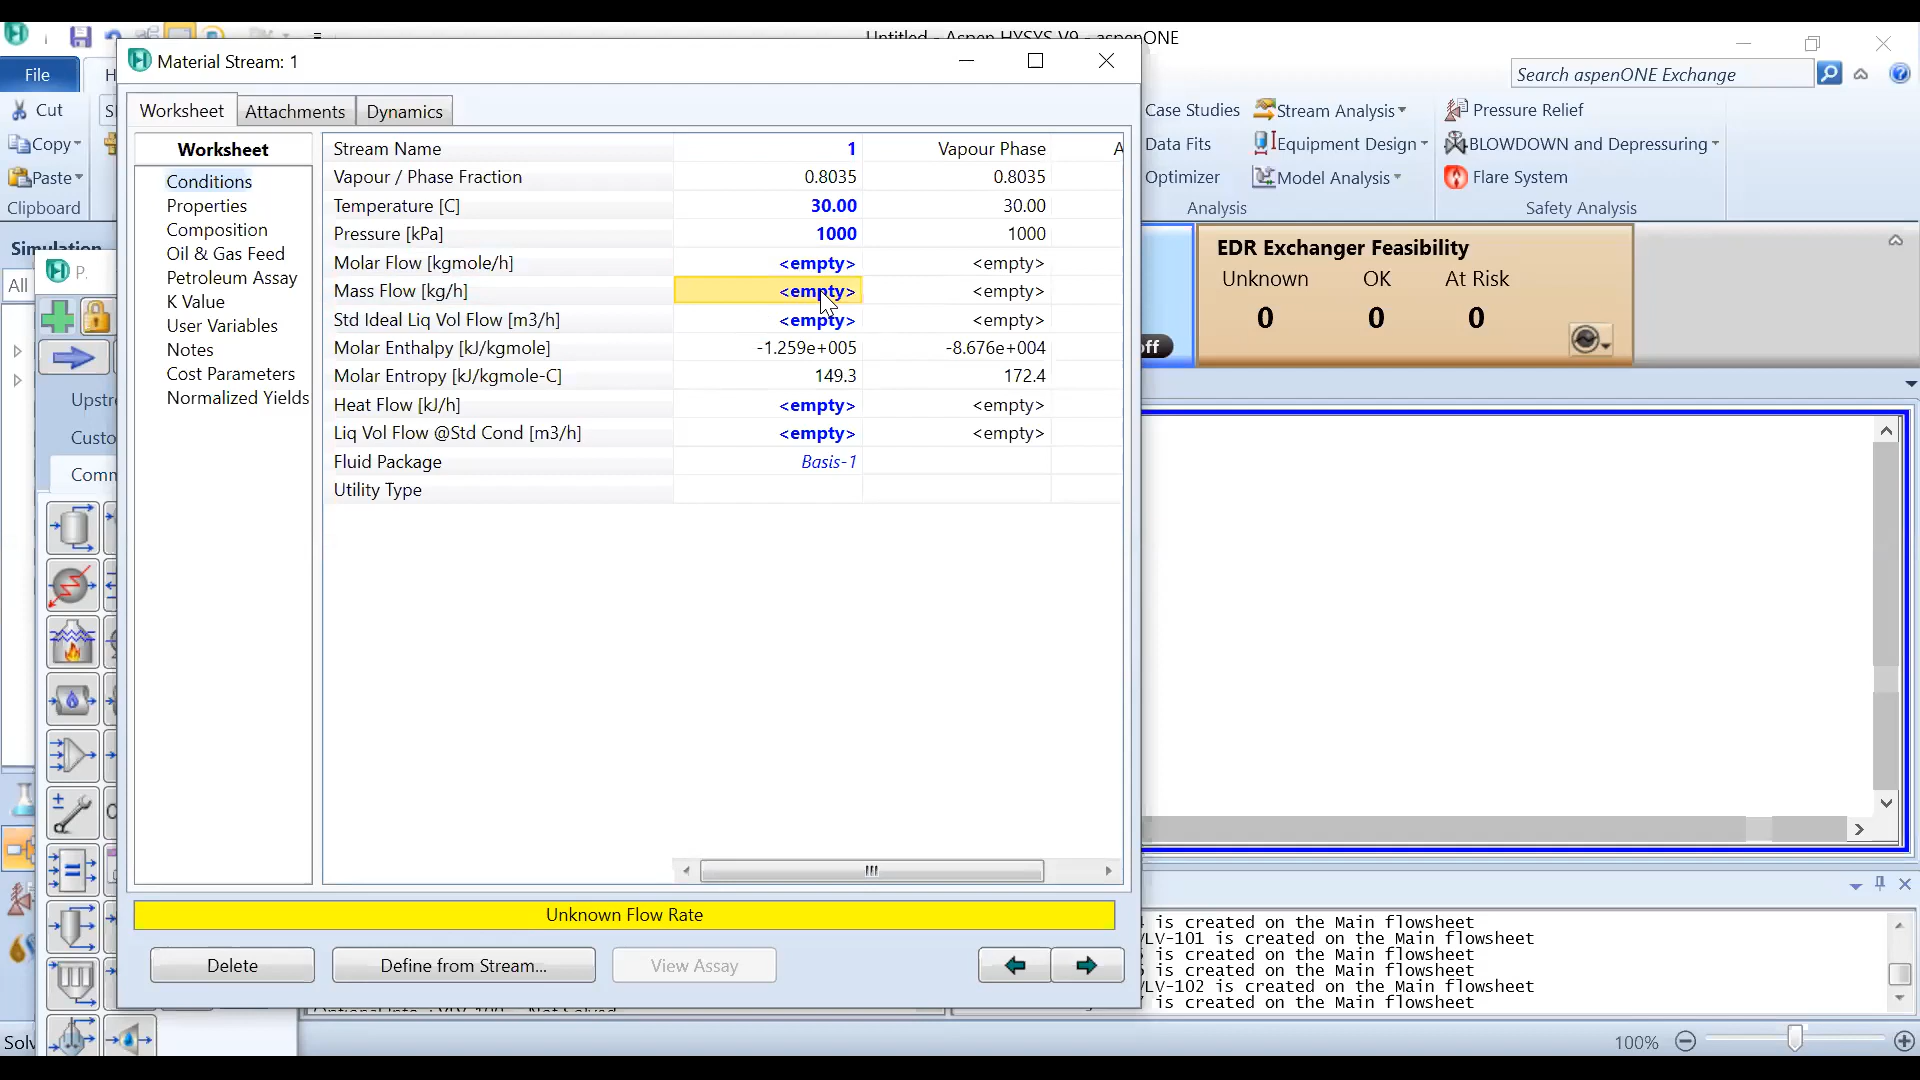 Untitled - Aspen HYSYS V9 - aspenONE
Material Stream: 1
File
H
Search aspenONE Exchange
Cut
Copy
Paste
Clipboard
Case Studies
Stream Analysis
Pressure Relief
Data Fits
Equipment Design
BLOWDOWN and Depressuring
Optimizer
Model Analysis
Flare System
Analysis
Safety Analysis
Simulation
All
P.
EDR Exchanger Feasibility
Unknown OK At Risk
0 0 0
off
Upstre
Custo
Comm
Worksheet Attachments Dynamics
Worksheet
Conditions
Properties
Composition
Oil & Gas Feed
Petroleum Assay
K Value
User Variables
Notes
Cost Parameters
Normalized Yields
Stream Name 1 Vapour Phase A
Vapour / Phase Fraction 0.8035 0.8035
Temperature [C] 30.00 30.00
Pressure [kPa] 1000 1000
Molar Flow [kgmole/h] <empty> <empty>
Mass Flow [kg/h] <empty> <empty>
Std Ideal Liq Vol Flow [m3/h] <empty> <empty>
Molar Enthalpy [kJ/kgmole] -1.259e+005 -8.676e+004
Molar Entropy [kJ/kgmole-C] 149.3 172.4
Heat Flow [kJ/h] <empty> <empty>
Liq Vol Flow @Std Cond [m3/h] <empty> <empty>
Fluid Package Basis-1
Utility Type
Unknown Flow Rate
Delete
Define from Stream...
View Assay
is created on the Main flowsheet
LV-101 is created on the Main flowsheet
is created on the Main flowsheet
is created on the Main flowsheet
LV-102 is created on the Main flowsheet
is created on the Main flowsheet
Solv
100%